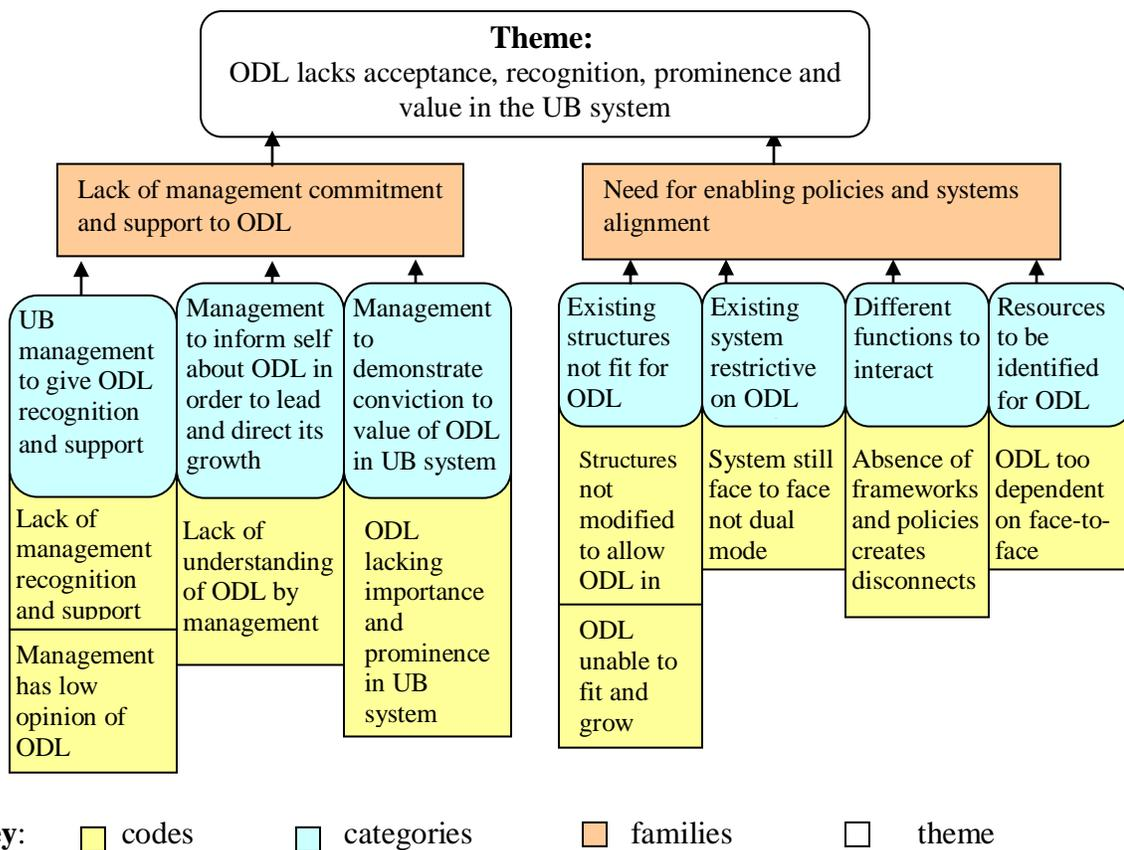 Theme:
ODL lacks acceptance, recognition, prominence and
value in the UB system
Lack of management commitment
and support to ODL
Need for enabling policies and systems
alignment
UB
management
to give ODL
recognition
and support
Management
to inform self
about ODL in
order to lead
and direct its
growth
Management
to
demonstrate
conviction to
value of ODL
in UB system
Existing
structures
not fit for
ODL
Existing
system
restrictive
on ODL
Different
functions to
interact
Resources
to be
identified
for ODL
Lack of
management
recognition
and support
Management
has low
opinion of
ODL
Lack of
understanding
of ODL by
management
ODL
lacking
importance
and
prominence
in UB
system
Structures
not
modified
to allow
ODL in
ODL
unable to
fit and
grow
System still
face to face
not dual
mode
Absence of
frameworks
and policies
creates
disconnects
ODL too
dependent
on face-to-
face
ey: codes categories families theme